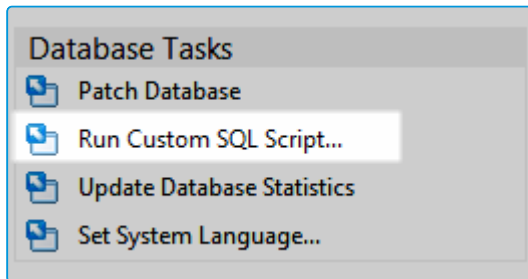 Database Tasks
Patch Database
Run Custom SQL Script...
Update Database Statistics
Set System Language...